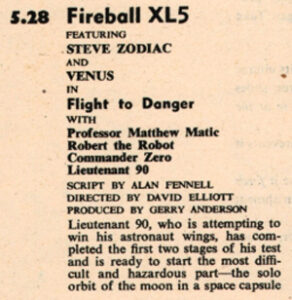 5.28 Fireball XL5
FEATURING
STEVE ZODIAC
AND
VENUS
IN
Flight to Danger
WITH
Professor Matthew Matic
Robert the Robot
Commander Zero
Lieutenant 90
SCRIPT BY ALAN FENNELL
DIRECTED BY DAVID ELLIOTT
PRODUCED BY GERRY ANDERSON
Lieutenant 90, who is attempting to
win his astronaut wings, has com-
pleted the first two stages of his test
and is ready to start the most diffi-
cult and hazardous part—the solo
orbit of the moon in a space capsule